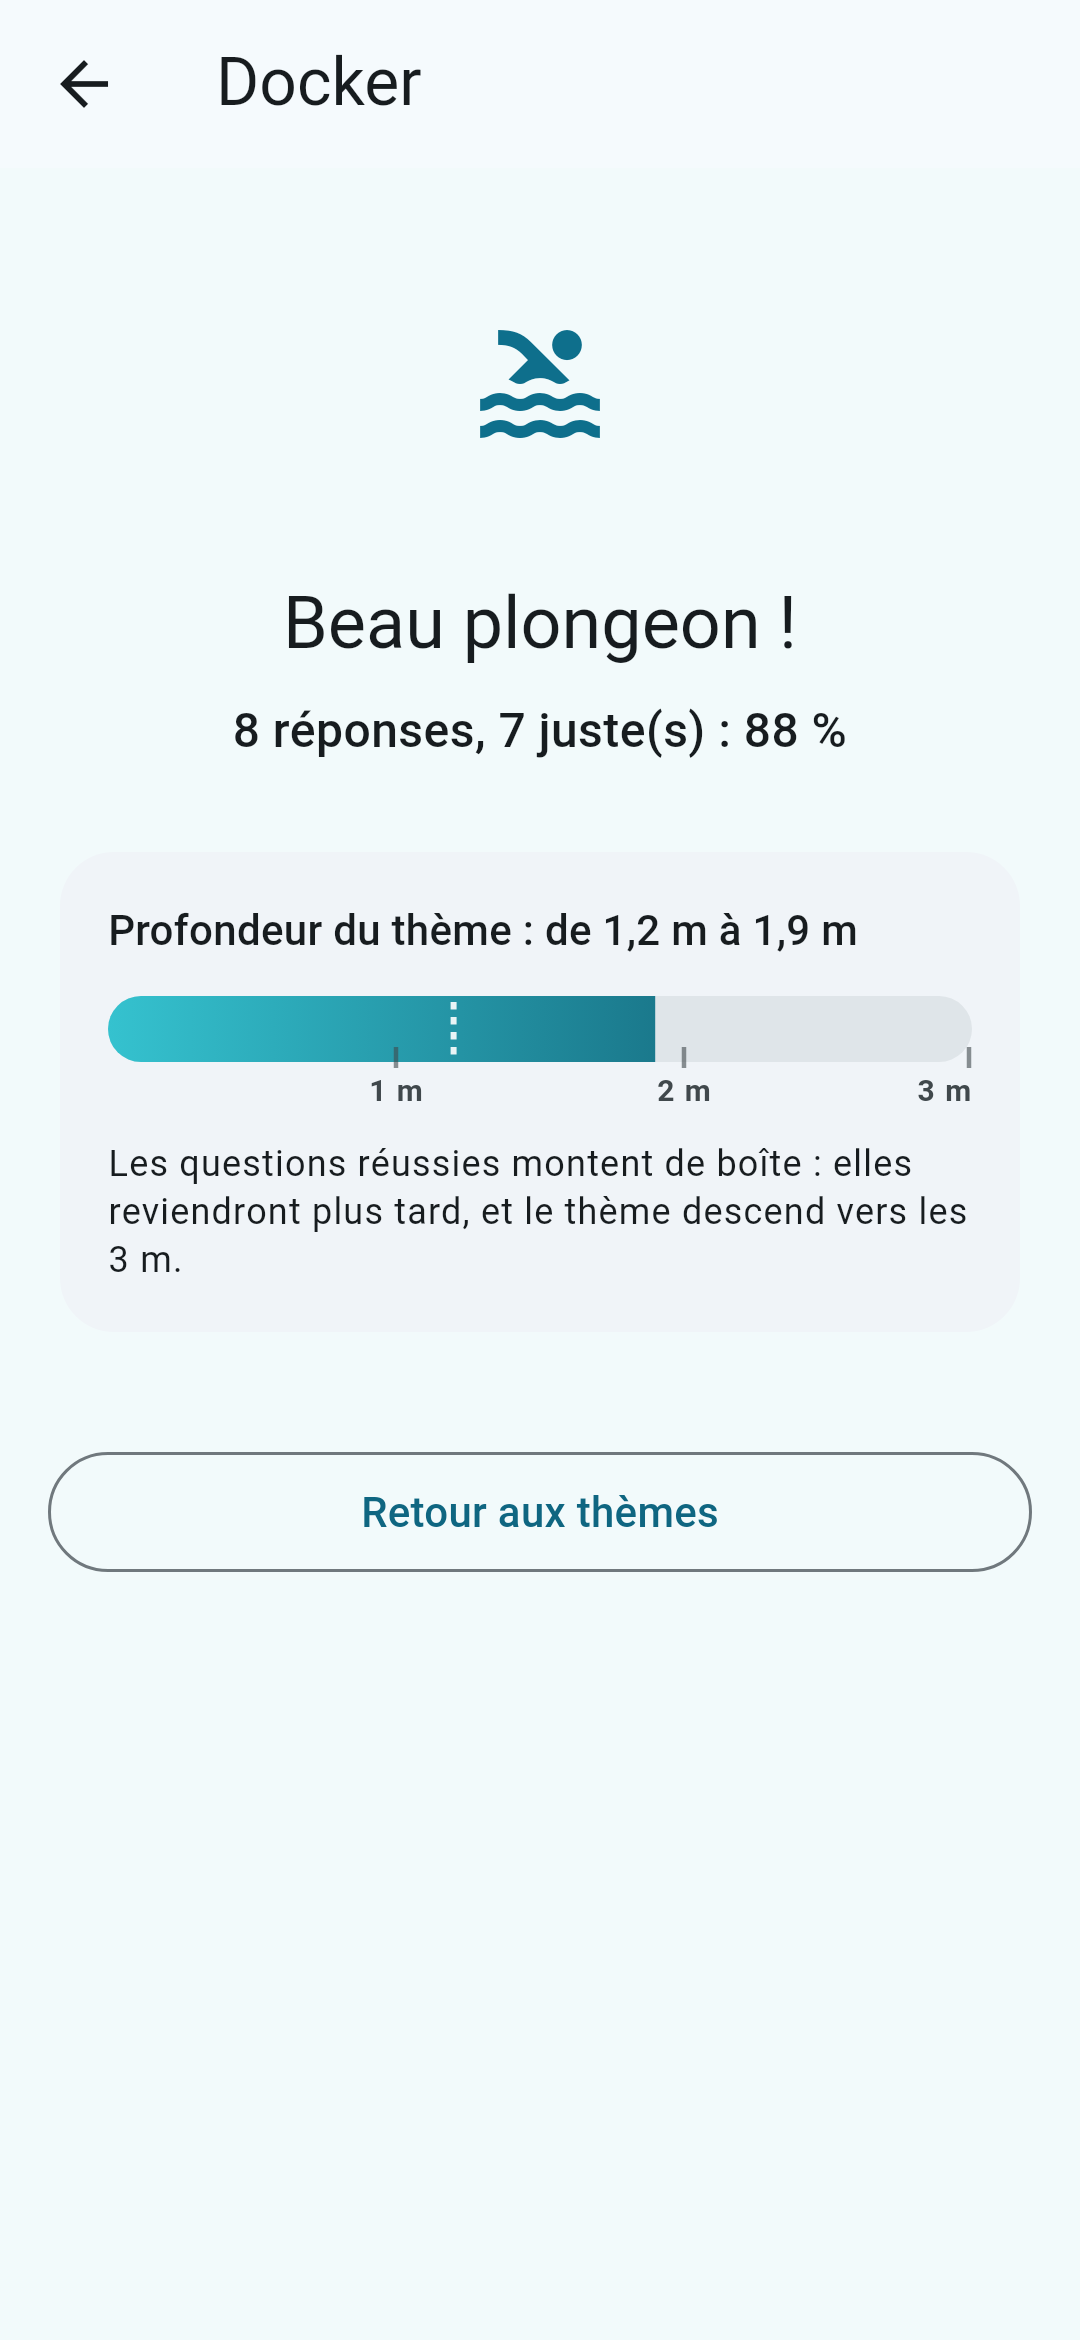 Docker
Beau plongeon !
8 réponses, 7 juste(s) : 88 %
Profondeur du thème : de 1,2 m à 1,9 m
1 m 2 m 3 m
Les questions réussies montent de boîte : elles
reviendront plus tard, et le thème descend vers les
3 m.
Retour aux thèmes